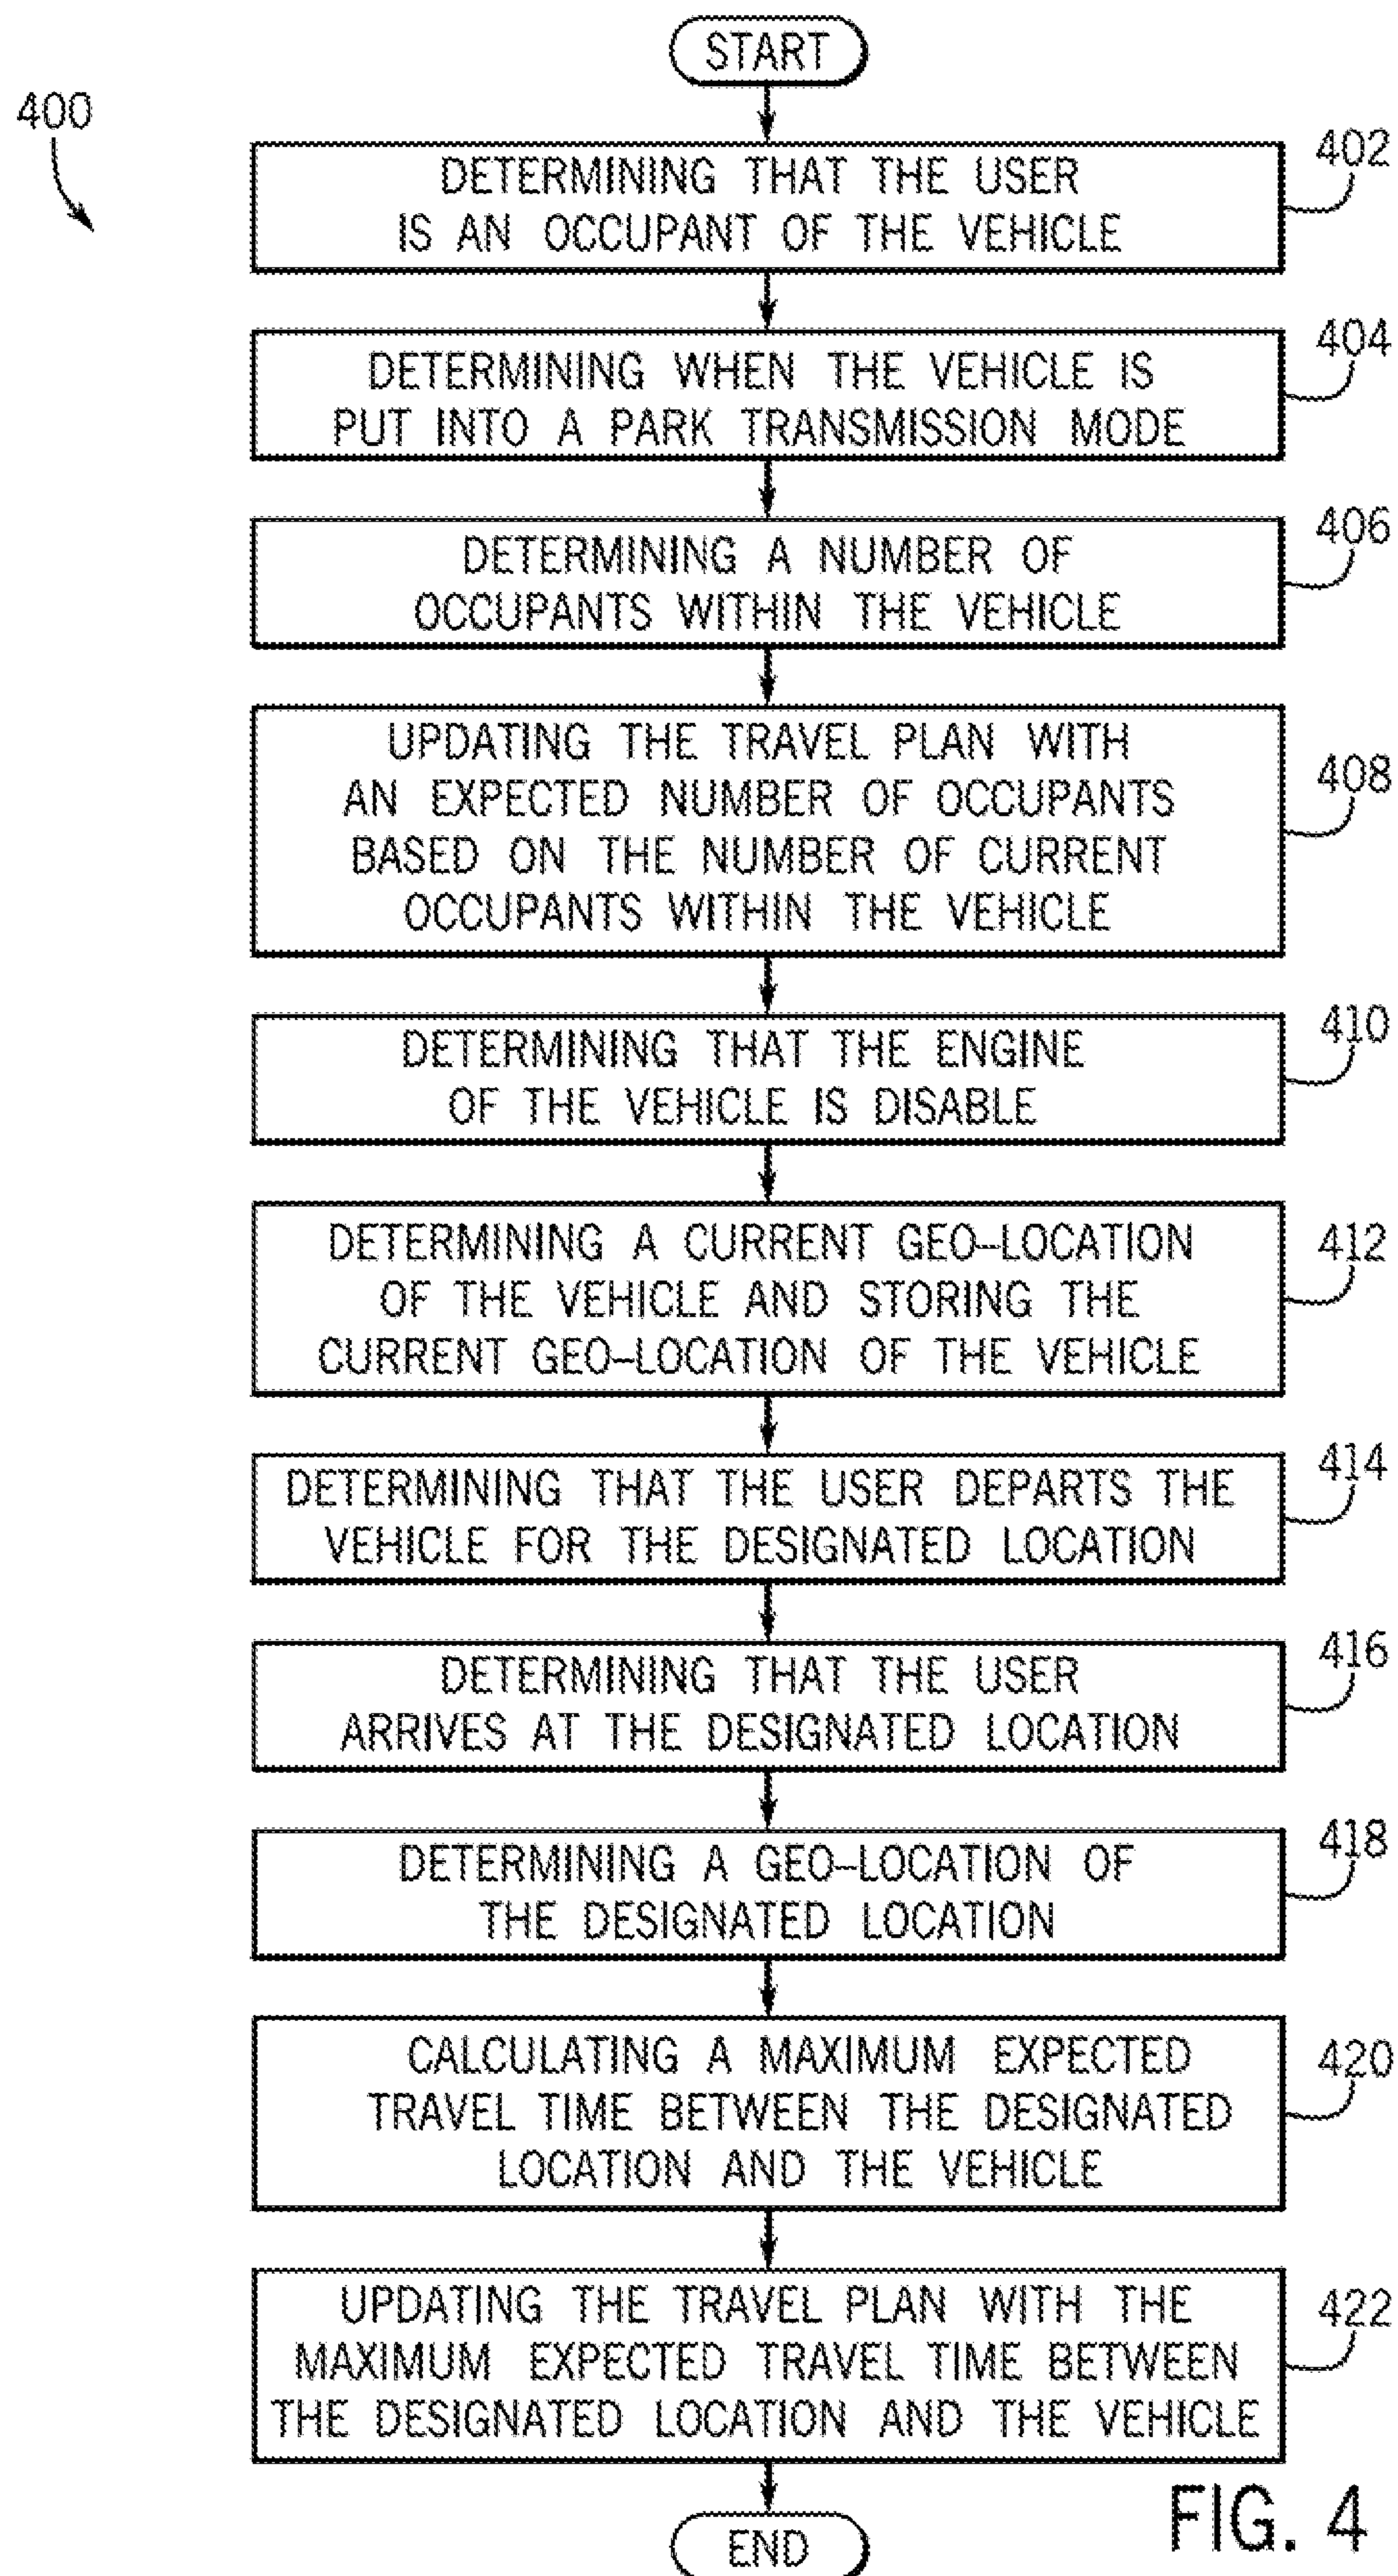 START
400
402
DETERMINING THAT THE USER
IS AN OCCUPANT OF THE VEHICLE
404
DETERMINING WHEN THE VEHICLE IS
PUT INTO A PARK TRANSMISSION MODE
406
DETERMINING A NUMBER OF
OCCUPANTS WITHIN THE VEHICLE
408
UPDATING THE TRAVEL PLAN WITH
AN EXPECTED NUMBER OF OCCUPANTS
BASED ON THE NUMBER OF CURRENT
OCCUPANTS WITHIN THE VEHICLE
410
DETERMINING THAT THE ENGINE
OF THE VEHICLE IS DISABLE
412
DETERMINING A CURRENT GEO-LOCATION
OF THE VEHICLE AND STORING THE
CURRENT GEO-LOCATION OF THE VEHICLE
414
DETERMINING THAT THE USER DEPARTS THE
VEHICLE FOR THE DESIGNATED LOCATION
416
DETERMINING THAT THE USER
ARRIVES AT THE DESIGNATED LOCATION
418
DETERMINING A GEO-LOCATION OF
THE DESIGNATED LOCATION
420
CALCULATING A MAXIMUM EXPECTED
TRAVEL TIME BETWEEN THE DESIGNATED
LOCATION AND THE VEHICLE
422
UPDATING THE TRAVEL PLAN WITH THE
MAXIMUM EXPECTED TRAVEL TIME BETWEEN
THE DESIGNATED LOCATION AND THE VEHICLE
END
FIG. 4